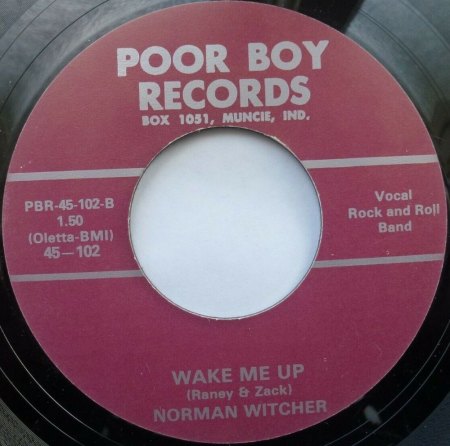 POOR BOY
RECORDS
BOX 1051, MUNCIE, IND.
PBR-45-102-B
1.50
(Oletta-BMI)
45—102
Vocal
Rock and Roll
Band
WAKE ME UP
(Raney & Zack)
NORMAN WITCHER